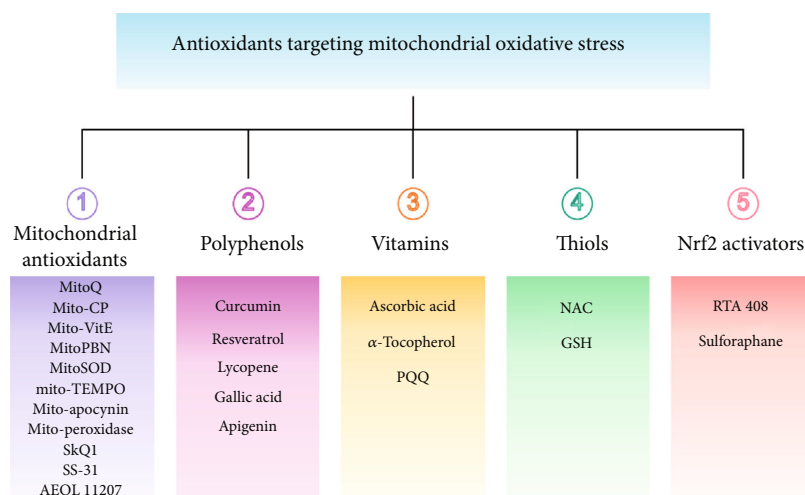 Antioxidants targeting mitochondrial oxidative stress
1
Mitochondrial
antioxidants
MitoQ
Mito-CP
Mito-VitE
MitoPBN
MitoSOD
mito-TEMPO
Mito-apocynin
Mito-peroxidase
SkQ1
SS-31
AEOL 11207
2
Polyphenols
Curcumin
Resveratrol
Lycopene
Gallic acid
Apigenin
3
Vitamins
Ascorbic acid
α-Tocopherol
PQQ
4
Thiols
NAC
GSH
5
Nrf2 activators
RTA 408
Sulforaphane